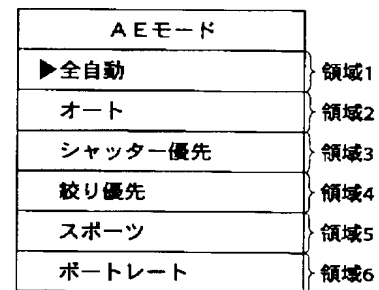 AEモード
▶全自動 領域1
オート 領域2
シャッター優先 領域3
絞り優先 領域4
スポーツ 領域5
ポートレート 領域6